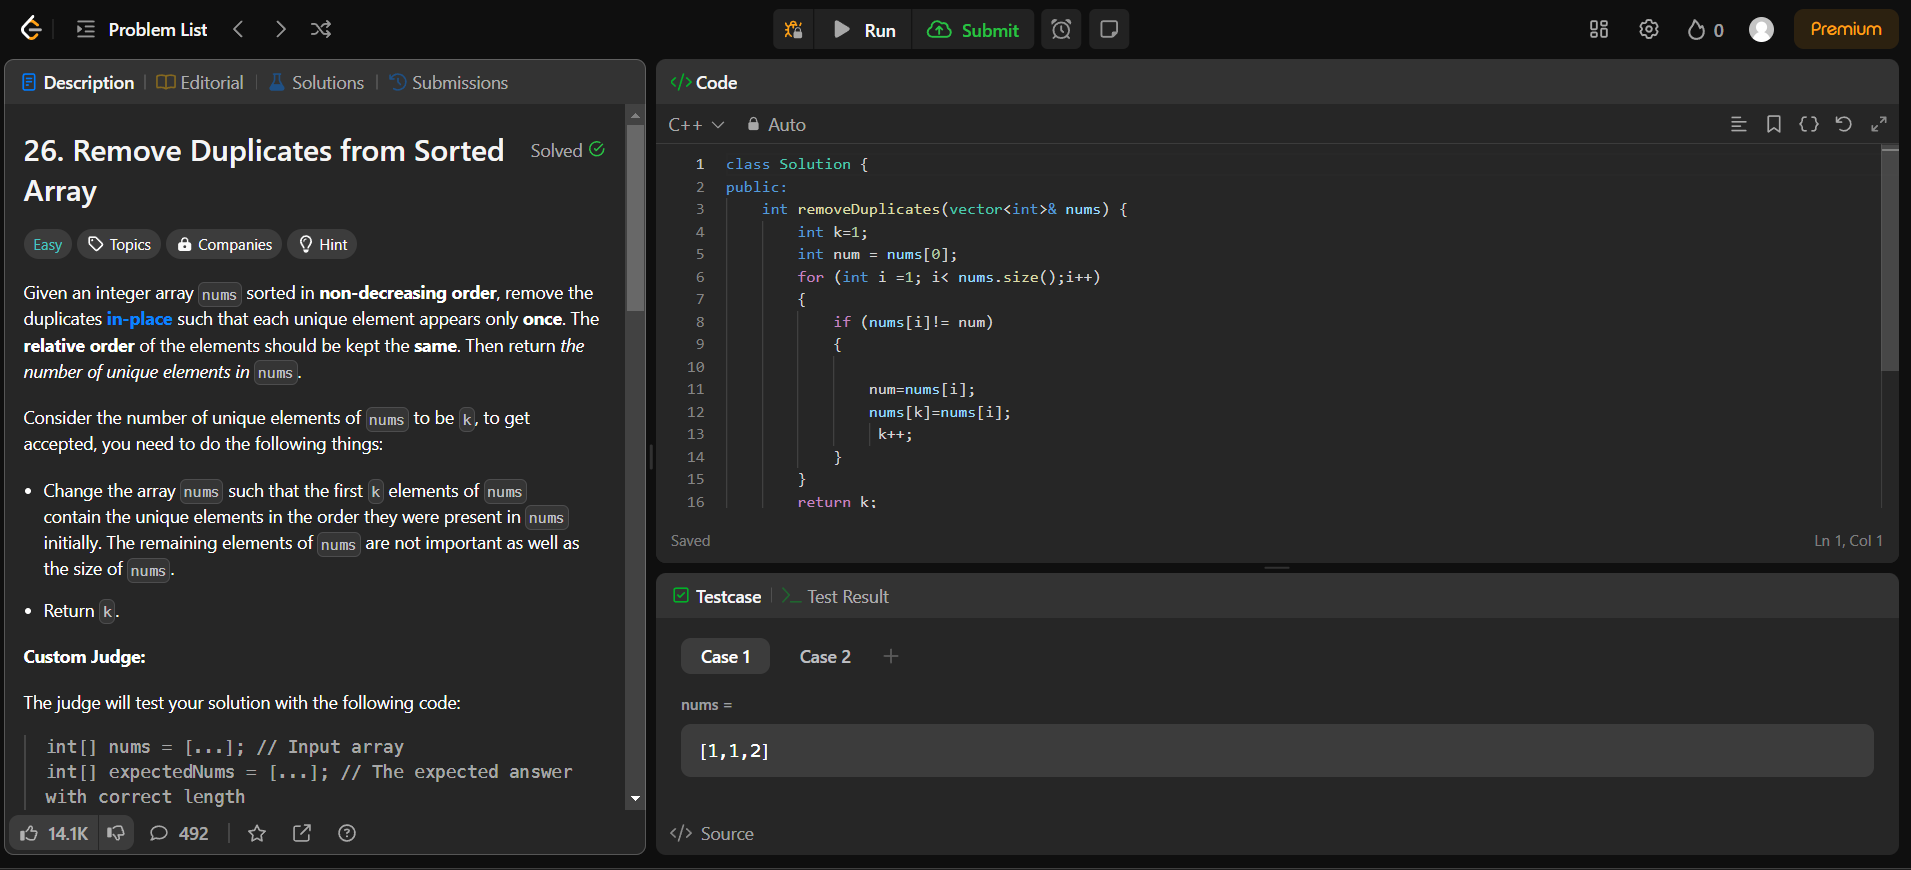 Problem List
Run
Submit
0
Premium
Description
Editorial
Solutions
Submissions
26. Remove Duplicates from Sorted
Array
Solved
Easy
Topics
Companies
Hint
Given an integer array nums sorted in non-decreasing order, remove the
duplicates in-place such that each unique element appears only once. The
relative order of the elements should be kept the same. Then return the
number of unique elements in nums.
Consider the number of unique elements of nums to be k, to get
accepted, you need to do the following things:
• Change the array nums such that the first k elements of nums
contain the unique elements in the order they were present in nums
initially. The remaining elements of nums are not important as well as
the size of nums.
• Return k.
Custom Judge:
The judge will test your solution with the following code:
int[] nums = [...]; // Input array
int[] expectedNums = [...]; // The expected answer
with correct length
14.1K
492
</> Code
C++
Auto
1 class Solution {
2 public:
3 int removeDuplicates(vector<int>& nums) {
4 int k=1;
5 int num = nums[0];
6 for (int i =1; i< nums.size();i++)
7 {
8 if (nums[i]!= num)
9 {
10
11 num=nums[i];
12 nums[k]=nums[i];
13 k++;
14 }
15 }
16 return k;
Saved
Ln 1, Col 1
Testcase
>_ Test Result
Case 1
Case 2
+
nums =
[1,1,2]
</> Source